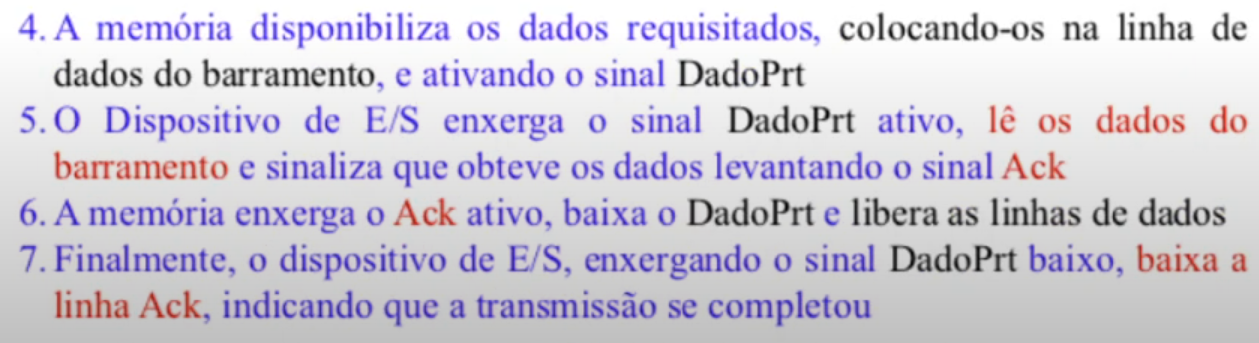 4. A memória disponibiliza os dados requisitados, colocando-os na linha de
dados do barramento, e ativando o sinal DadoPrt
5. O Dispositivo de E/S enxerga o sinal DadoPrt ativo, lê os dados do
barramento e sinaliza que obteve os dados levantando o sinal Ack
6. A memória enxerga o Ack ativo, baixa o DadoPrt e libera as linhas de dados
7. Finalmente, o dispositivo de E/S, enxergando o sinal DadoPrt baixo, baixa a
linha Ack, indicando que a transmissão se completou